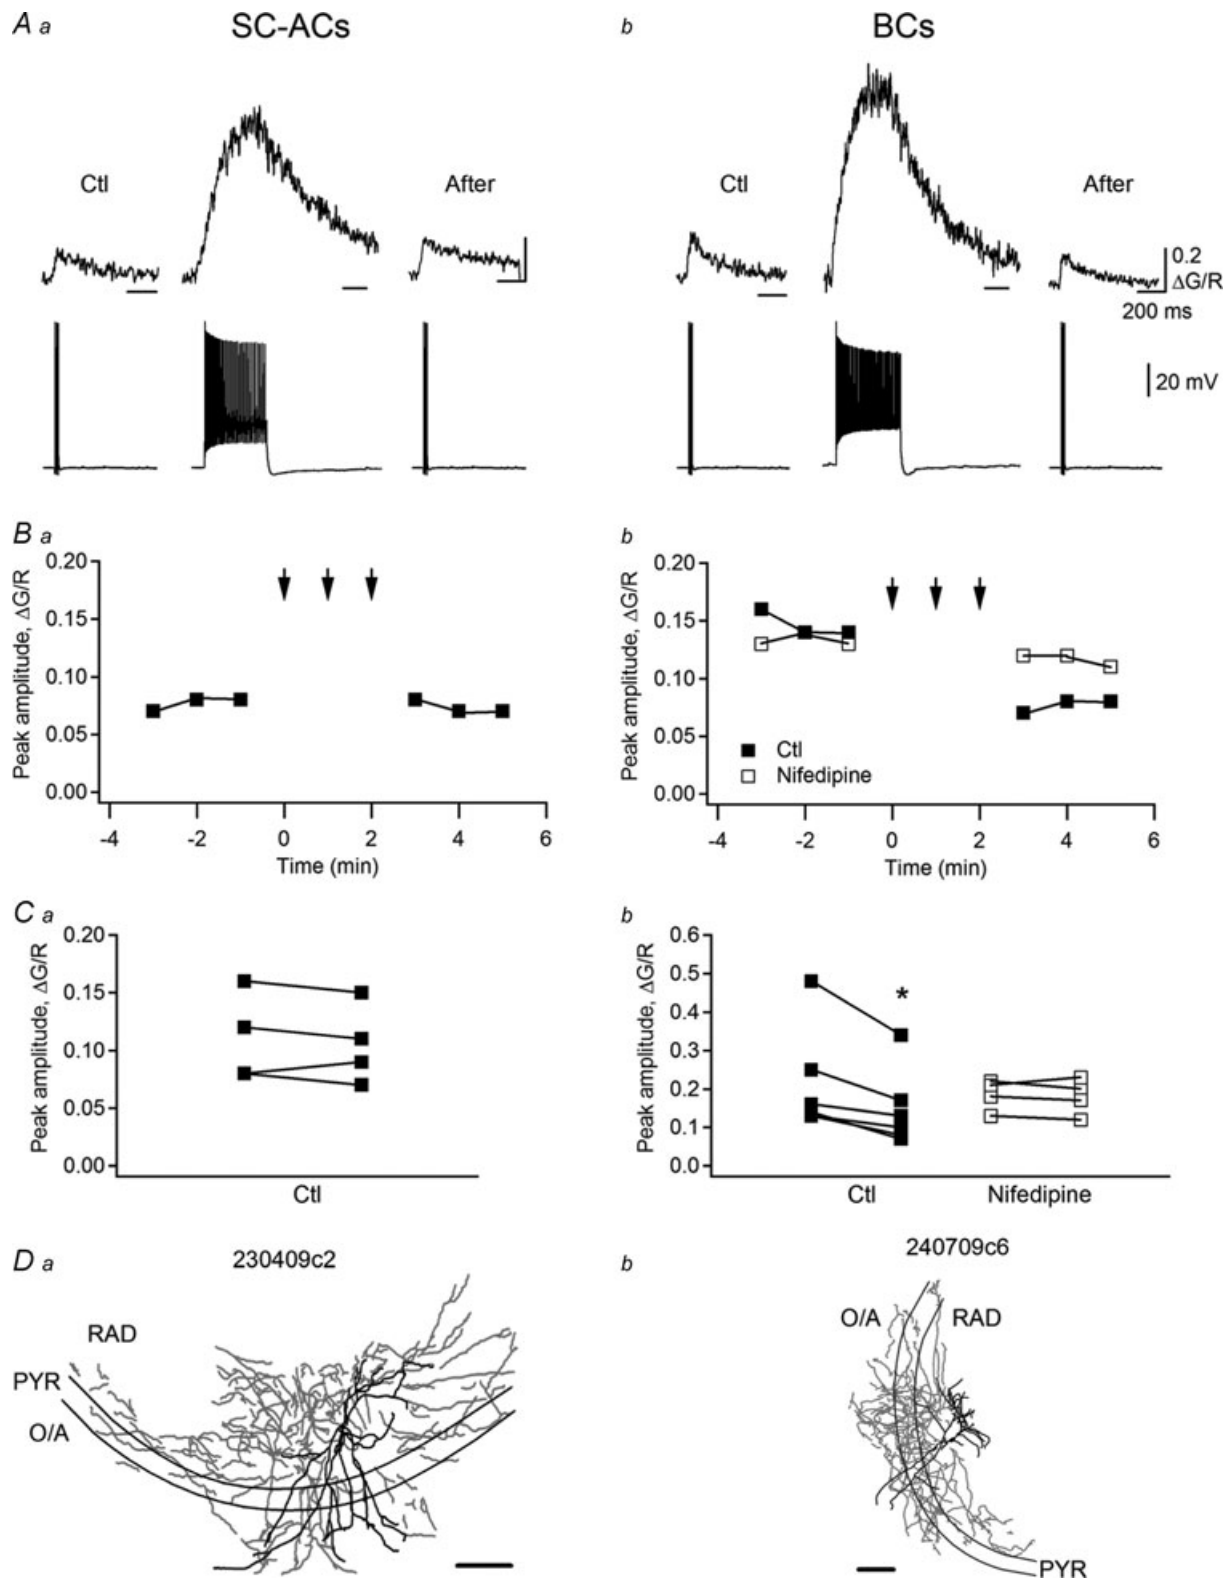 A a SC-ACs
b BCs
Ctl
After
Ctl
After
0.2
ΔG/R
200 ms
20 mV
B a
Peak amplitude, ΔG/R
0.20
0.15
0.10
0.05
0.00
-4 -2 0 2 4 6
Time (min)
b
Peak amplitude, ΔG/R
0.20
0.15
0.10
0.05
0.00
Ctl
Nifedipine
-4 -2 0 2 4 6
Time (min)
C a
Peak amplitude, ΔG/R
0.20
0.15
0.10
0.05
0.00
Ctl
b
Peak amplitude, ΔG/R
0.6
0.5
0.4
0.3
0.2
0.1
0.0
*
Ctl Nifedipine
D a
230409c2
RAD
PYR
O/A
b
240709c6
O/A RAD
PYR